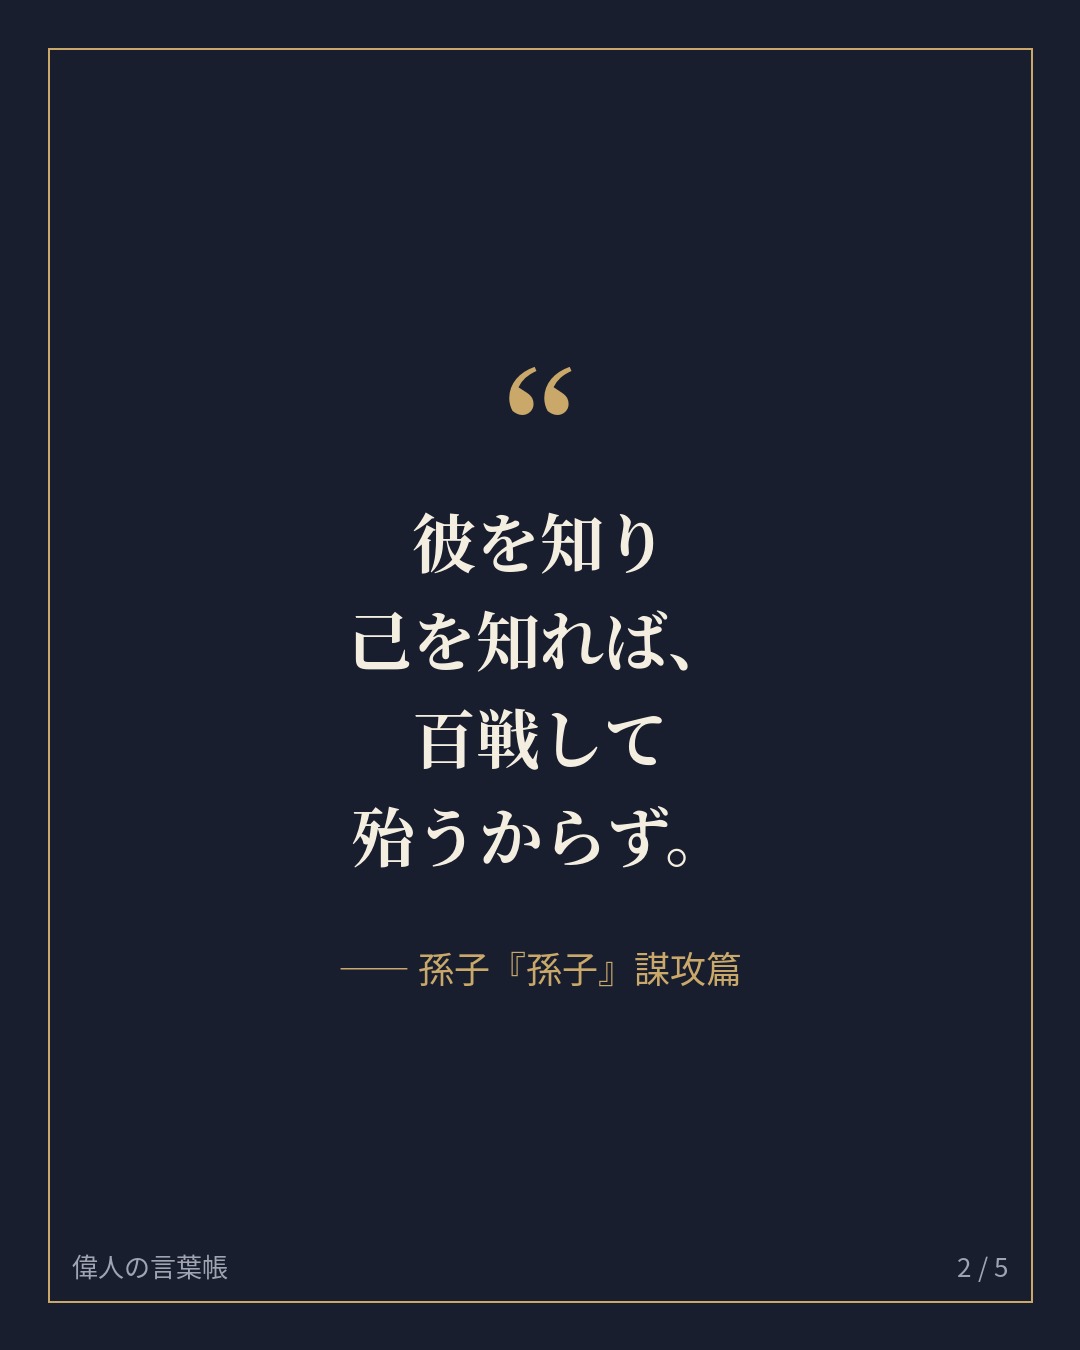 “
彼を知り
己を知れば、
百戦して
殆うからず。
—— 孫子『孫子』謀攻篇
偉人の言葉帳
2 / 5